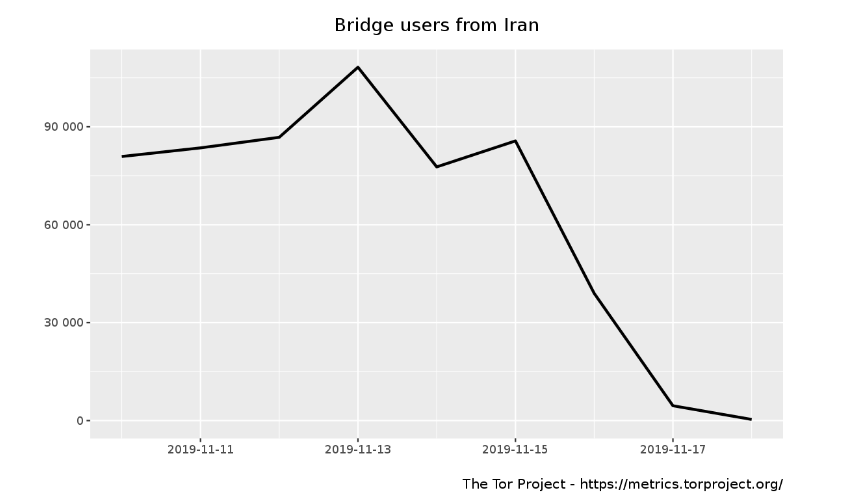 Bridge users from Iran
90 000
60 000
30 000
0
2019-11-11 2019-11-13 2019-11-15 2019-11-17
The Tor Project - https://metrics.torproject.org/